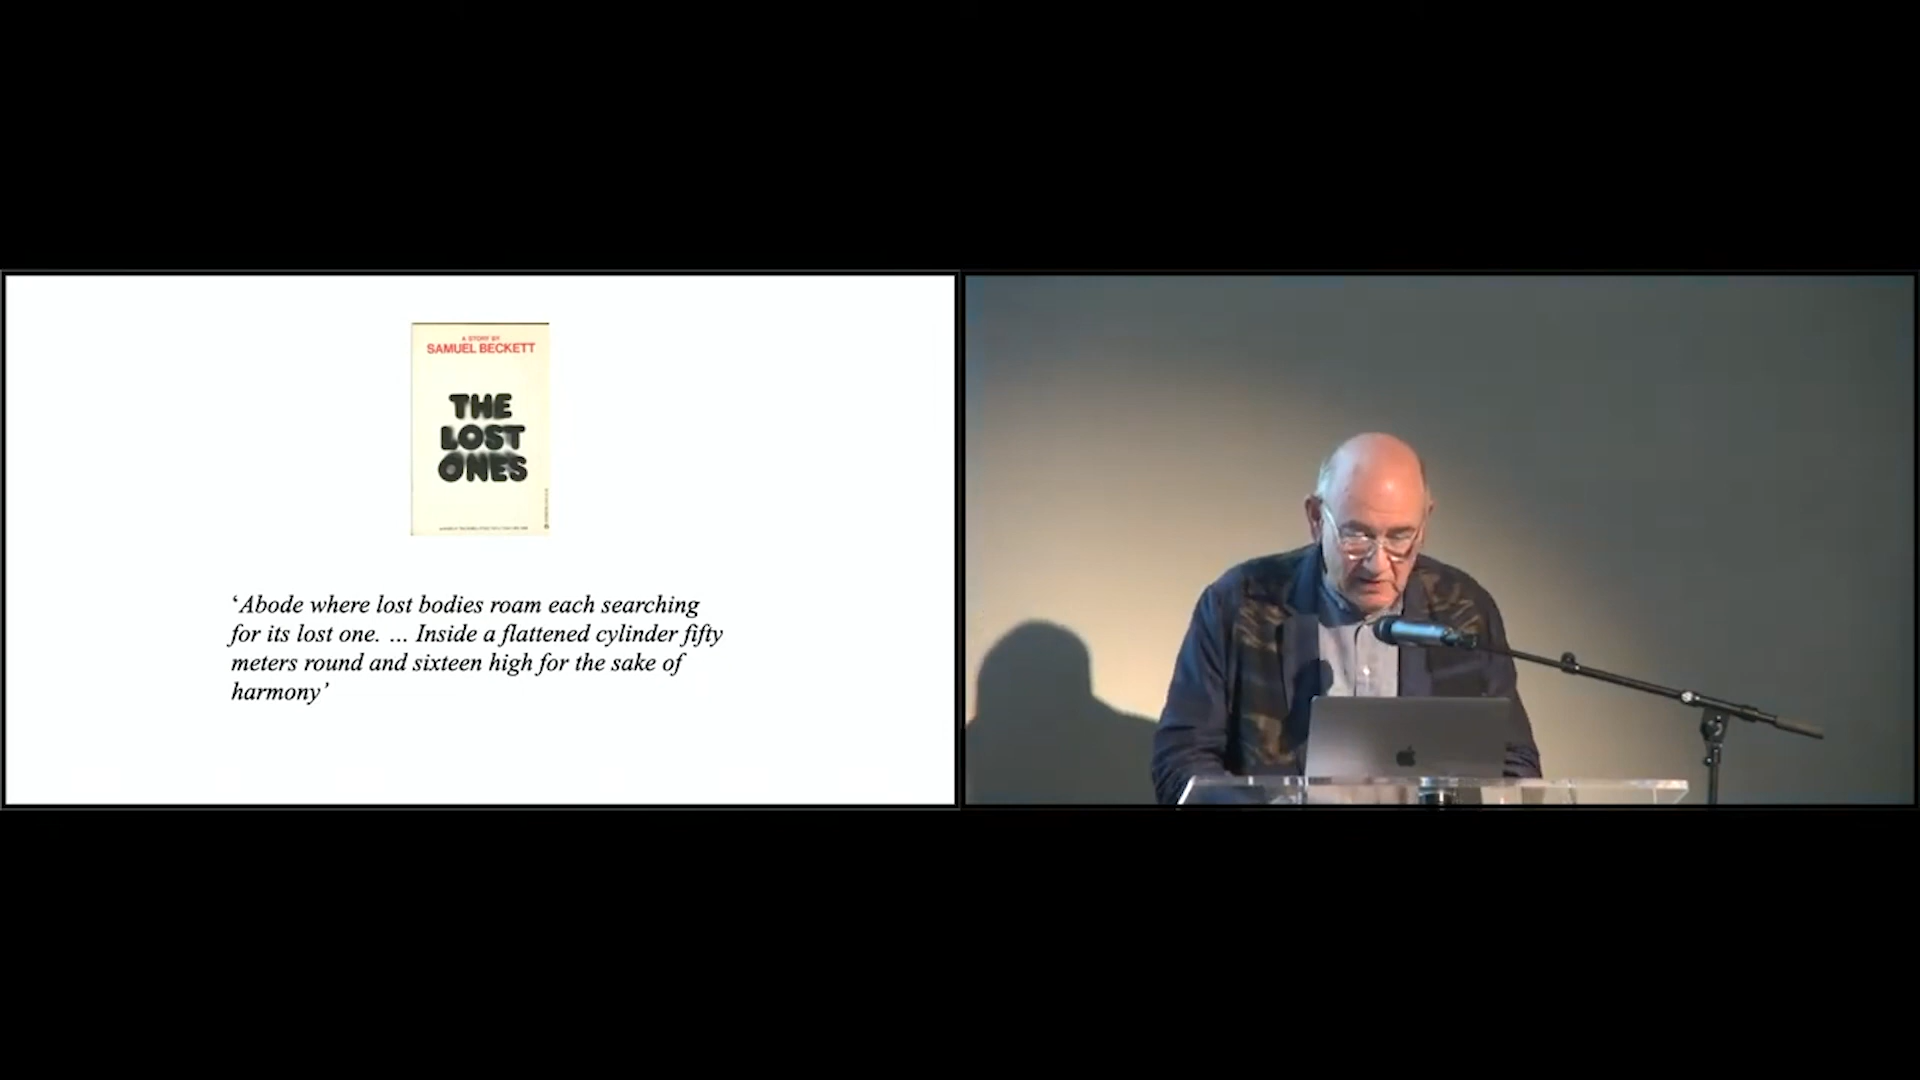 A STORY BY
SAMUEL BECKETT
THE
LOST
ONES
‘Abode where lost bodies roam each searching
for its lost one. … Inside a flattened cylinder fifty
meters round and sixteen high for the sake of
harmony’